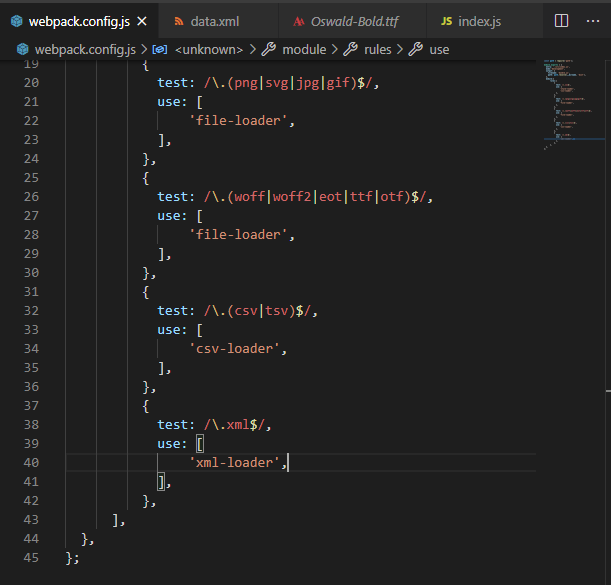 webpack.config.js × data.xml Oswald-Bold.ttf JS index.js ...
webpack.config.js > <unknown> > module > rules > use
19 {
20 test: /\.(png|svg|jpg|gif)$/,
21 use: [
22 'file-loader',
23 ],
24 },
25 {
26 test: /\.(woff|woff2|eot|ttf|otf)$/,
27 use: [
28 'file-loader',
29 ],
30 },
31 {
32 test: /\.(csv|tsv)$/,
33 use: [
34 'csv-loader',
35 ],
36 },
37 {
38 test: /\.xml$/,
39 use: [
40 'xml-loader',
41 ],
42 },
43 ],
44 },
45 };